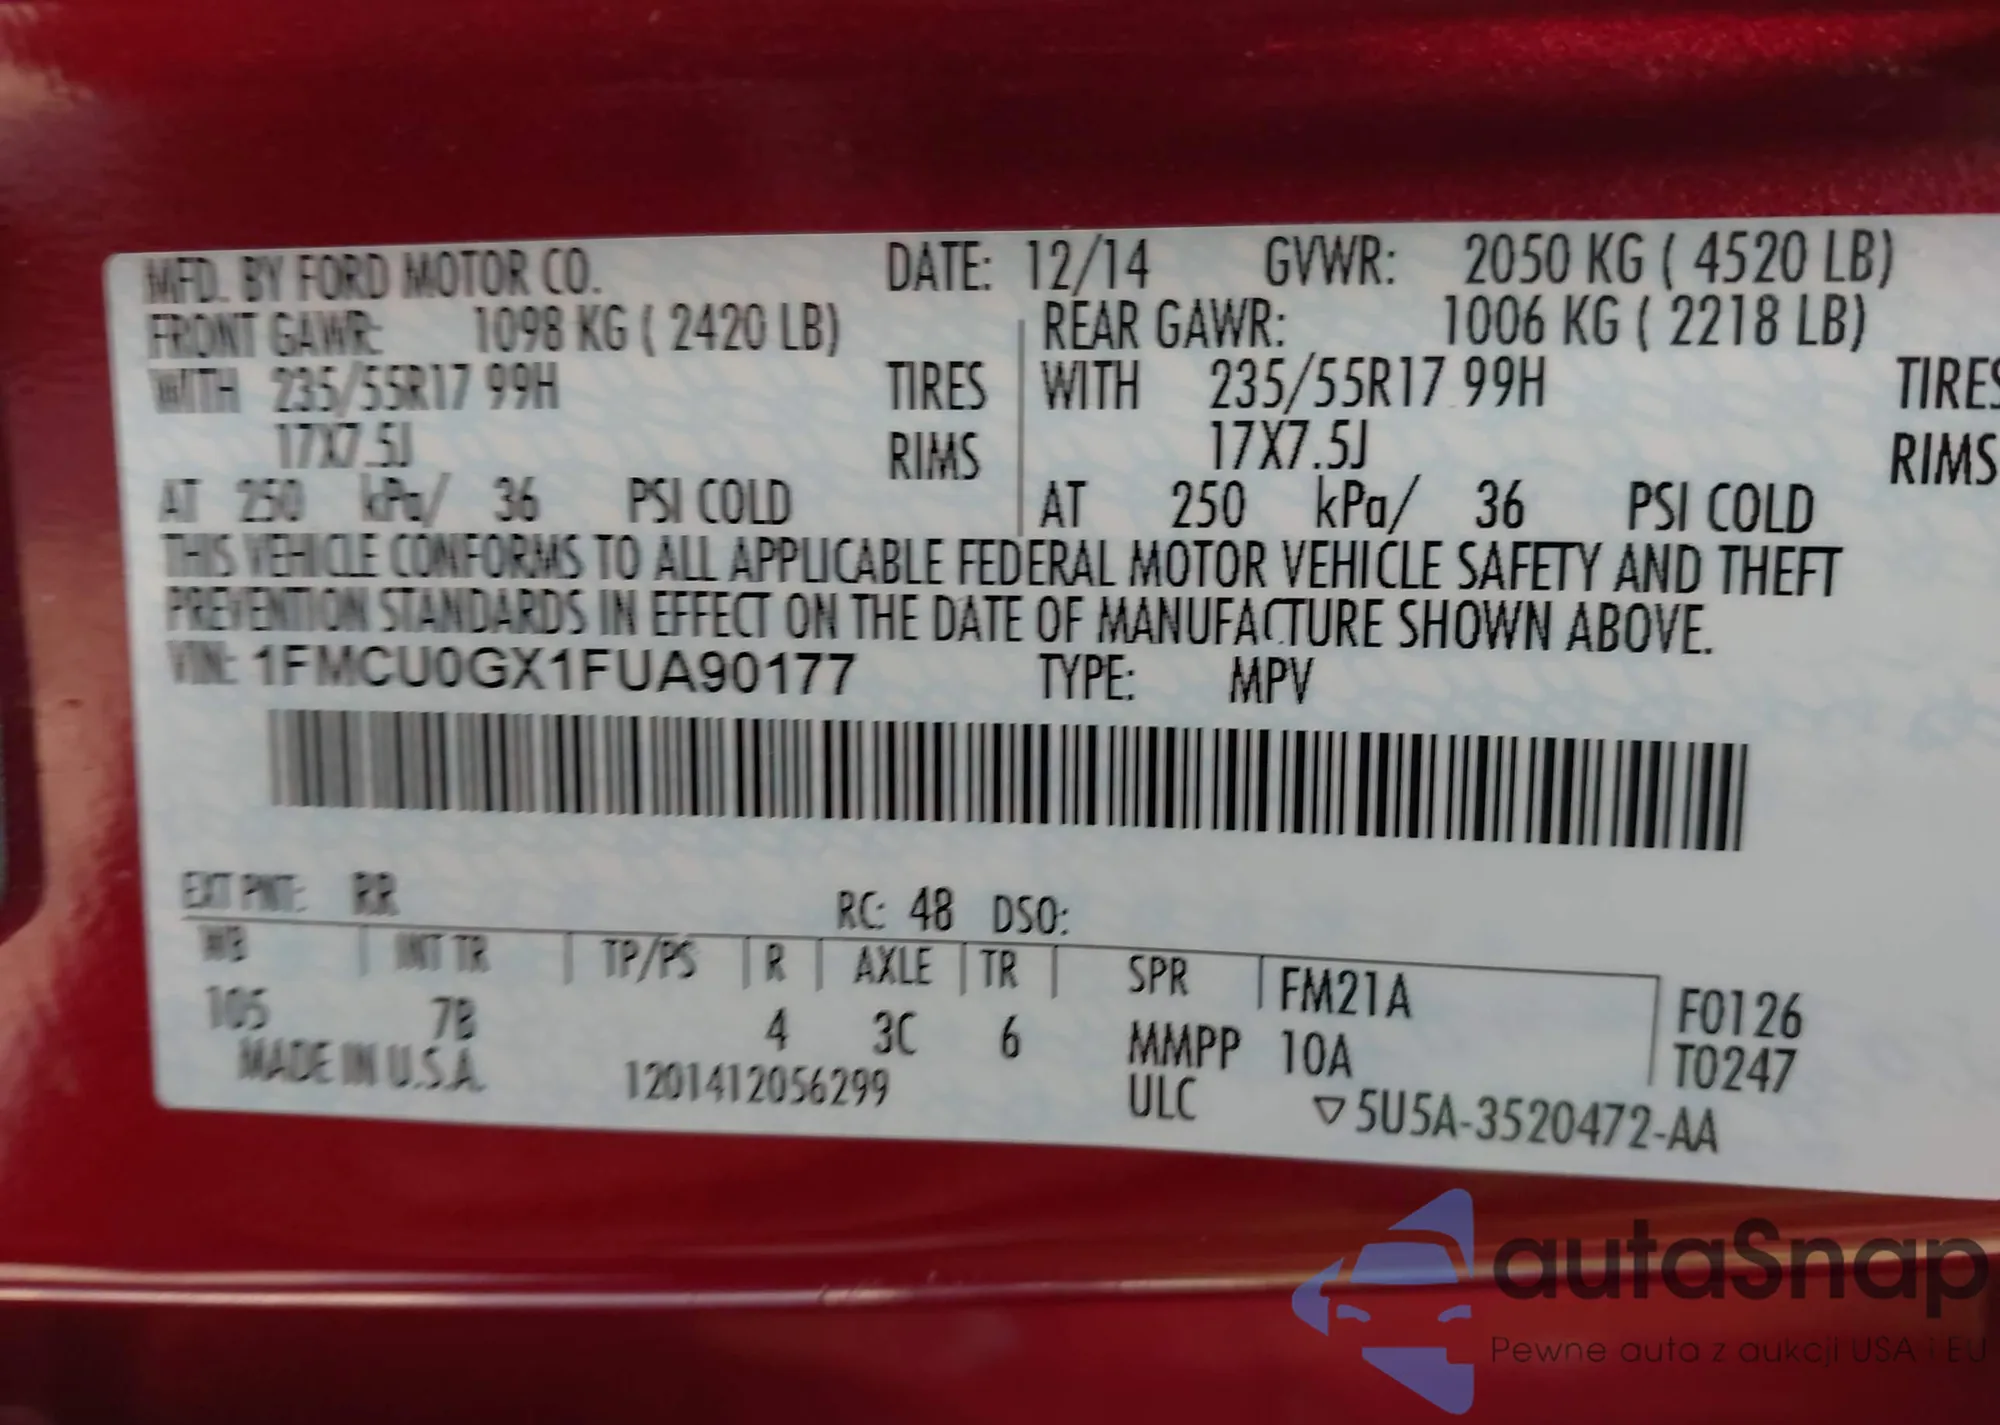 MFD. BY FORD MOTOR CO. DATE: 12/14 GVWR: 2050 KG ( 4520 LB)
FRONT GAWR: 1098 KG ( 2420 LB) REAR GAWR: 1006 KG ( 2218 LB)
WITH 235/55R17 99H TIRES WITH 235/55R17 99H TIRES
17X7.5J RIMS 17X7.5J RIMS
AT 250 kPa/ 36 PSI COLD AT 250 kPa/ 36 PSI COLD
THIS VEHICLE CONFORMS TO ALL APPLICABLE FEDERAL MOTOR VEHICLE SAFETY AND THEFT
PREVENTION STANDARDS IN EFFECT ON THE DATE OF MANUFACTURE SHOWN ABOVE.
VIN: 1FMCU0GX1FUA90177 TYPE: MPV
EXT PNT: RR RC: 48 DSO:
WB INT TR TP/PS R AXLE TR SPR FM21A F0126
105 7B 4 3C 6 MMPP 10A T0247
MADE IN U.S.A. 1201412056299 ULC ▽5U5A-3520472-AA
autaSnap
Pewne auta z aukcji USA i EU